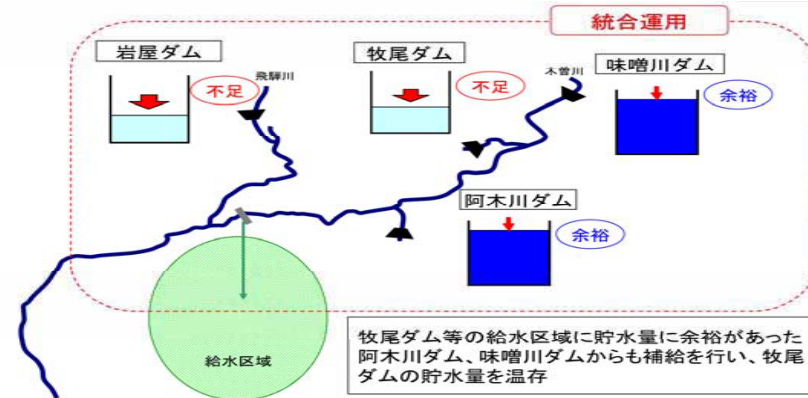 統合運用
岩屋ダム
不足
飛騨川
牧尾ダム
不足
木曽川
味噌川ダム
余裕
阿木川ダム
余裕
給水区域
牧尾ダム等の給水区域に貯水量に余裕があった
阿木川ダム、味噌川ダムからも補給を行い、牧尾
ダムの貯水量を温存